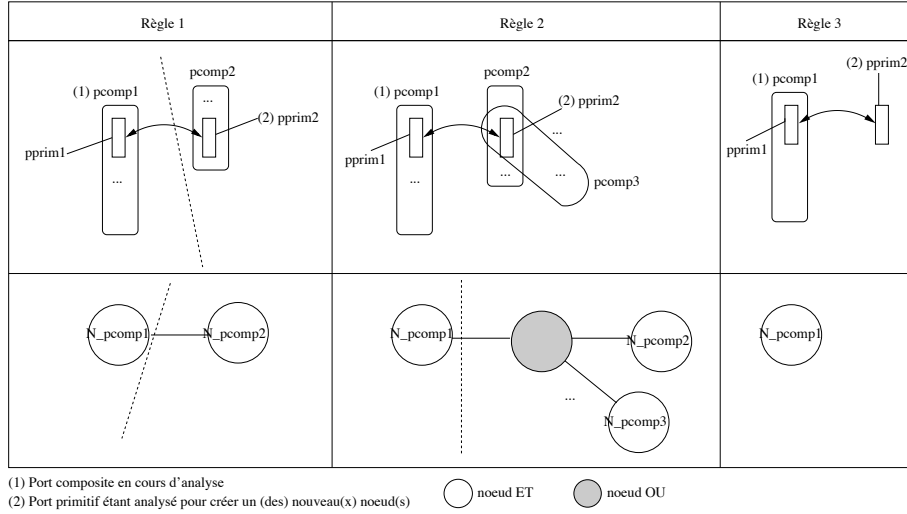 Règle 1
Règle 2
Règle 3
(1) pcomp1
pcomp2
...
(2) pprim2
pprim1
...
(1) pcomp1
pcomp2
(2) pprim2
...
pprim1
...
...
...
pcomp3
(1) pcomp1
(2) pprim2
pprim1
...
N_pcomp1
N_pcomp2
N_pcomp1
N_pcomp2
...
N_pcomp3
N_pcomp1
(1) Port composite en cours d'analyse
(2) Port primitif étant analysé pour créer un (des) nouveau(x) noeud(s)
noeud ET
noeud OU